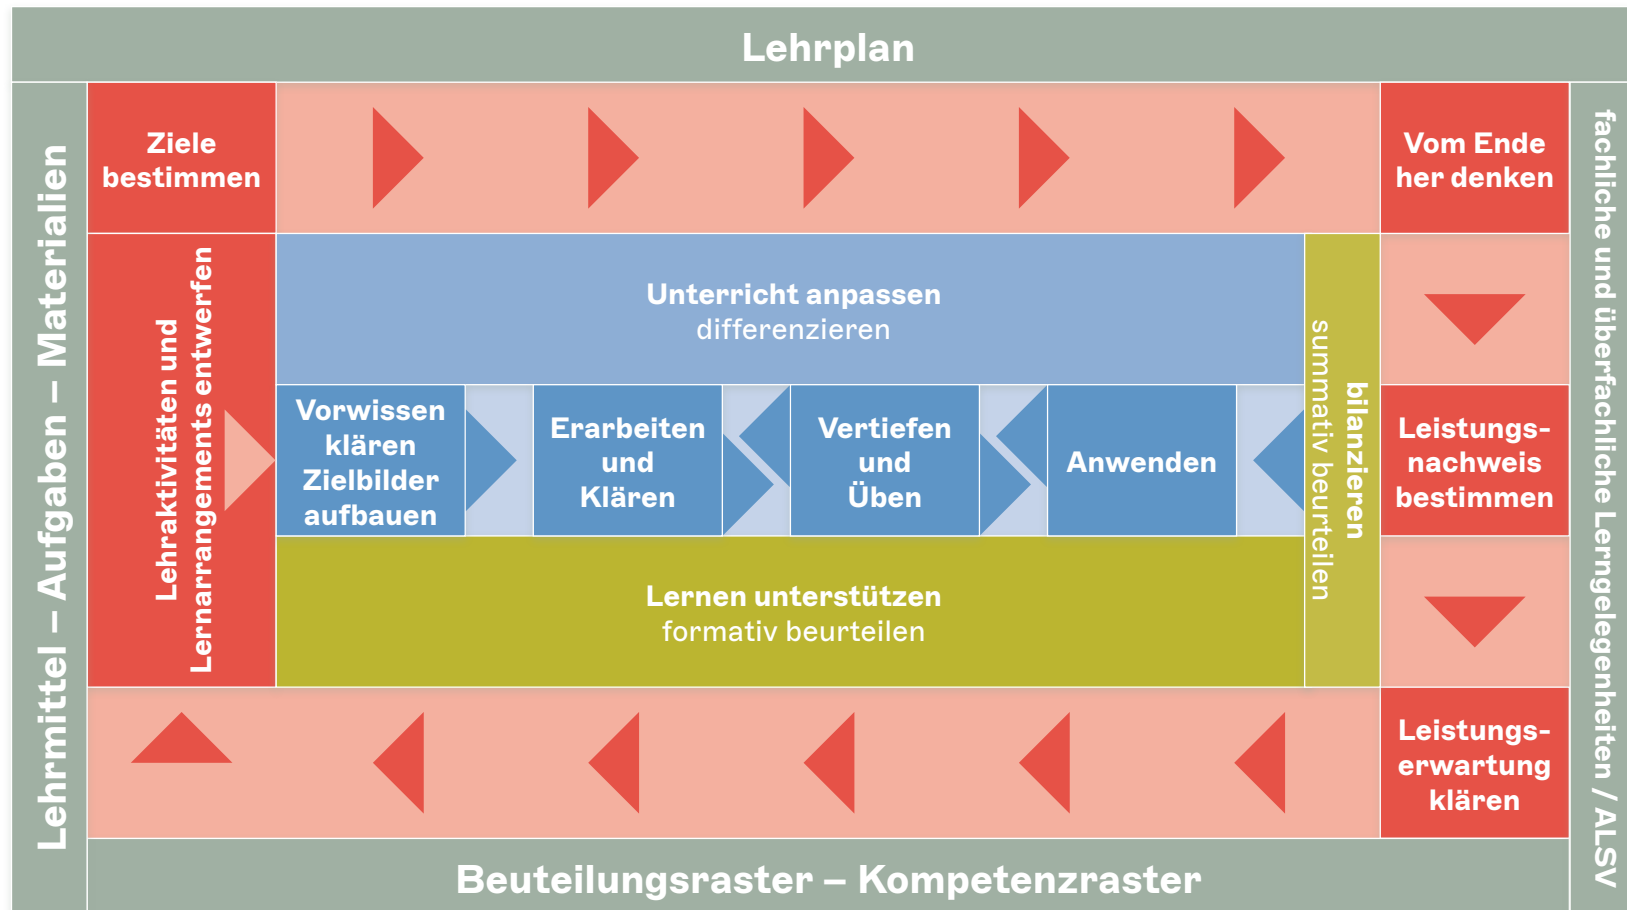 Lehrplan
Lehrmittel – Aufgaben – Materialien
Ziele
bestimmen
Vom Ende
her denken
fachliche und überfachliche Lerngelegenheiten / ALSV
Lehraktivitäten und
Lernarrangements entwerfen
Unterricht anpassen
differenzieren
Vorwissen
klären
Zielbilder
aufbauen
Erarbeiten
und
Klären
Vertiefen
und
Üben
Anwenden
bilanzieren
summativ beurteilen
Leistungs-
nachweis
bestimmen
Lernen unterstützen
formativ beurteilen
Leistungs-
erwartung
klären
Beuteilungsraster – Kompetenzraster